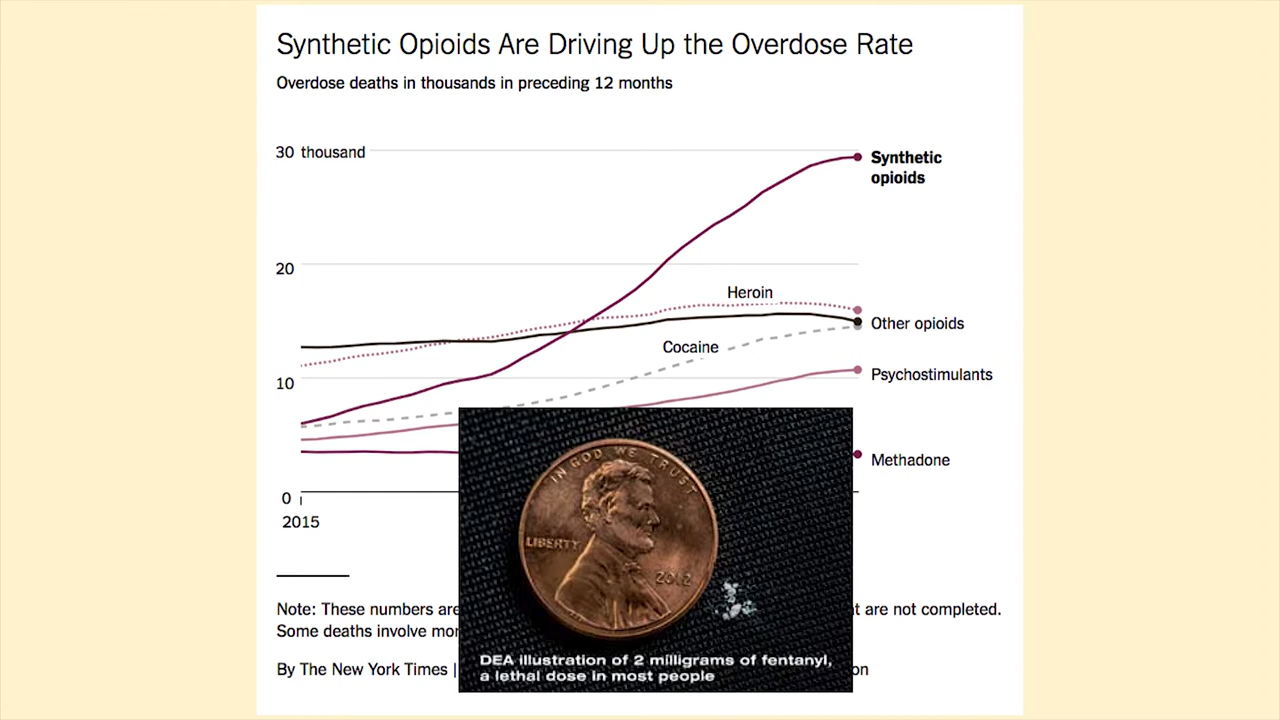 Synthetic Opioids Are Driving Up the Overdose Rate
Overdose deaths in thousands in preceding 12 months
30 thousand
Synthetic
opioids
20
Heroin
Other opioids
Cocaine
Psychostimulants
10
Methadone
0
2015
IN GOD WE TRUST
LIBERTY
2012
DEA illustration of 2 milligrams of fentanyl,
a lethal dose in most people
Note: These numbers are are not completed.
Some deaths involve
By The New York Times |